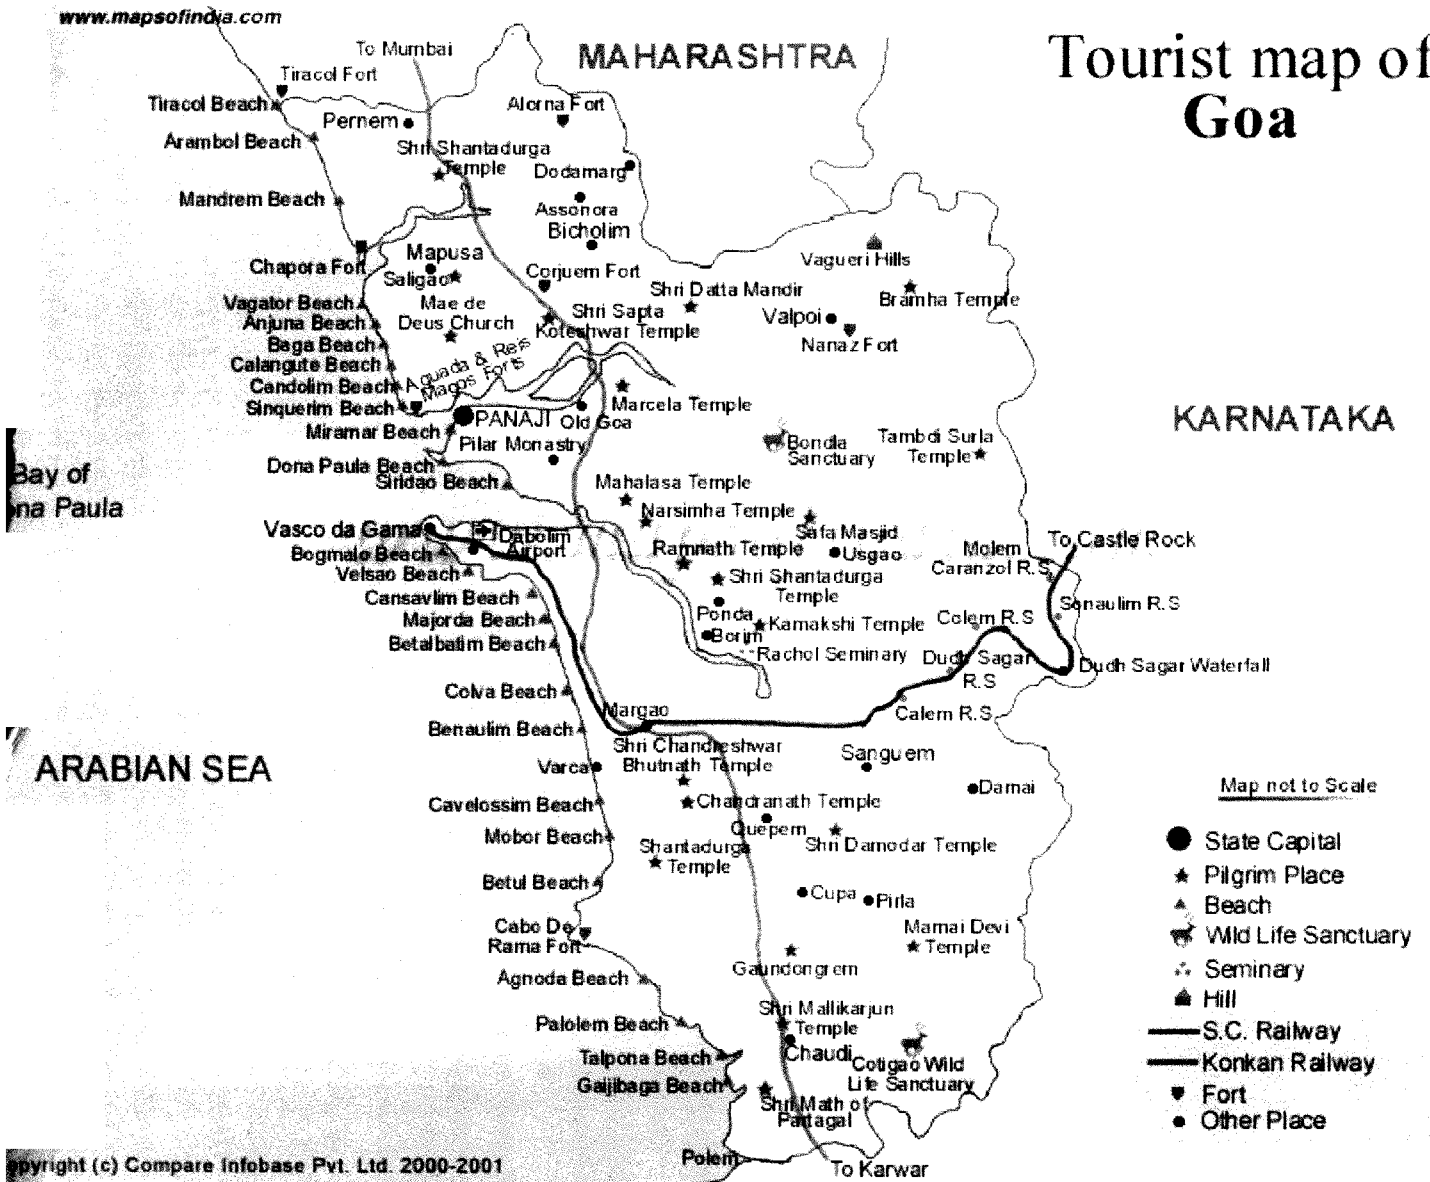 www.mapsofindia.com
Tourist map of
Goa
To Mumbai
MAHARASHTRA
Tiracol Fort
Tiracol Beach
Alorna Fort
Pernem
Arambol Beach
Shri Shantadurga
Temple
Dodamarg
Mandrem Beach
Assonora
Bicholim
Mapusa
Vagueri Hills
Chapora Fort
Saligao
Corjuem Fort
Shri Datta Mandir
Bramha Temple
Vagator Beach
Mae de
Deus Church
Shri Sapta
Koteshwar Temple
Valpoi
Anjuna Beach
Baga Beach
Nanaz Fort
Calangute Beach
Aguada & Reis
Magos Forts
Candolim Beach
Sinquerim Beach
Marcela Temple
PANAJI
Old Goa
KARNATAKA
Miramar Beach
Pilar Monastry
Bondla
Sanctuary
Tambdi Surla
Temple
Bay of
ona Paula
Dona Paula Beach
Siridao Beach
Mahalasa Temple
Narsimha Temple
Vasco da Gama
Dabolim
Airport
Safa Masjid
Usgao
Bogmalo Beach
Ramnath Temple
Molem
Caranzol R.S
To Castle Rock
Velsao Beach
Shri Shantadurga
Temple
Cansavlim Beach
Ponda
Sonaulim R.S
Majorda Beach
Kamakshi Temple
Colem R.S
Betalbatim Beach
Borim
Rachol Seminary
Dudh Sagar
R.S
Dudh Sagar Waterfall
Colva Beach
Margao
Calem R.S
Benaulim Beach
Shri Chandreshwar
Bhutnath Temple
Sanguem
ARABIAN SEA
Varca
Damai
Map not to Scale
Cavelossim Beach
Chandranath Temple
Quepem
Mobor Beach
Shantadurga
Temple
Shri Damodar Temple
State Capital
Pilgrim Place
Betul Beach
Cupa
Pirla
Beach
Cabo De
Rama Fort
Mamai Devi
Temple
Wild Life Sanctuary
Gaundongrem
Seminary
Agnoda Beach
Hill
Shri Mallikarjun
Temple
Palolem Beach
S.C. Railway
Chaudi
Talpona Beach
Cotigao Wild
Life Sanctuary
Konkan Railway
Gaijibaga Beach
Fort
Shri Math of
Partagal
Other Place
Polem
To Karwar
opyright (c) Compare Infobase Pvt. Ltd. 2000-2001